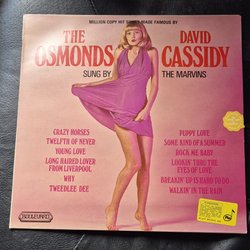 MILLION COPY HIT SONGS MADE FAMOUS BY
THE OSMONDS
DAVID CASSIDY
SUNG BY THE MARVINS
CRAZY HORSES
TWELFTH OF NEVER
YOUNG LOVE
LONG HAIRED LOVER
FROM LIVERPOOL
WHY
TWEEDLEE DEE
PUPPY LOVE
SOME KIND OF A SUMMER
ROCK ME BABY
LOOKIN THRU THE
EYES OF LOVE
BREAKIN' UP IS HARD TO DO
WALKIN' IN THE RAIN
BOULEVARD